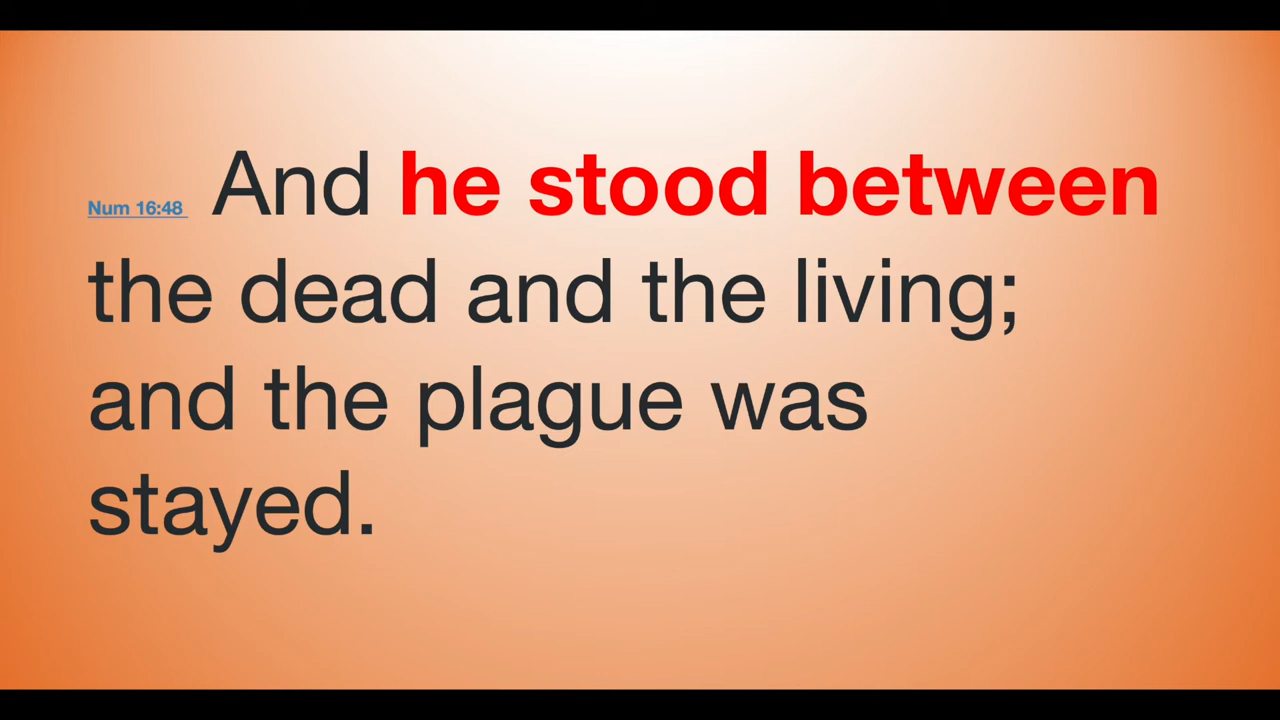 Num 16:48 And he stood between
the dead and the living;
and the plague was
stayed.